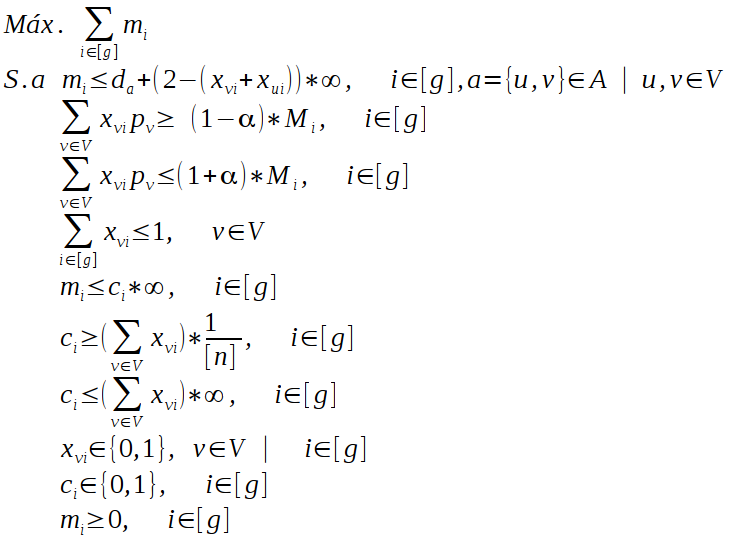 Máx. ∑_{i∈[g]} m_i
S.a m_i≤d_a+(2−(x_{vi}+x_{ui}))*∞, i∈[g],a={u,v}∈A | u,v∈V
∑_{v∈V} x_{vi} p_v≥ (1−α)*M_i, i∈[g]
∑_{v∈V} x_{vi} p_v≤(1+α)*M_i, i∈[g]
∑_{i∈[g]} x_{vi}≤1, v∈V
m_i≤c_i*∞, i∈[g]
c_i≥(∑_{v∈V} x_{vi})*1/[n], i∈[g]
c_i≤(∑_{v∈V} x_{vi})*∞, i∈[g]
x_{vi}∈{0,1}, v∈V | i∈[g]
c_i∈{0,1}, i∈[g]
m_i≥0, i∈[g]